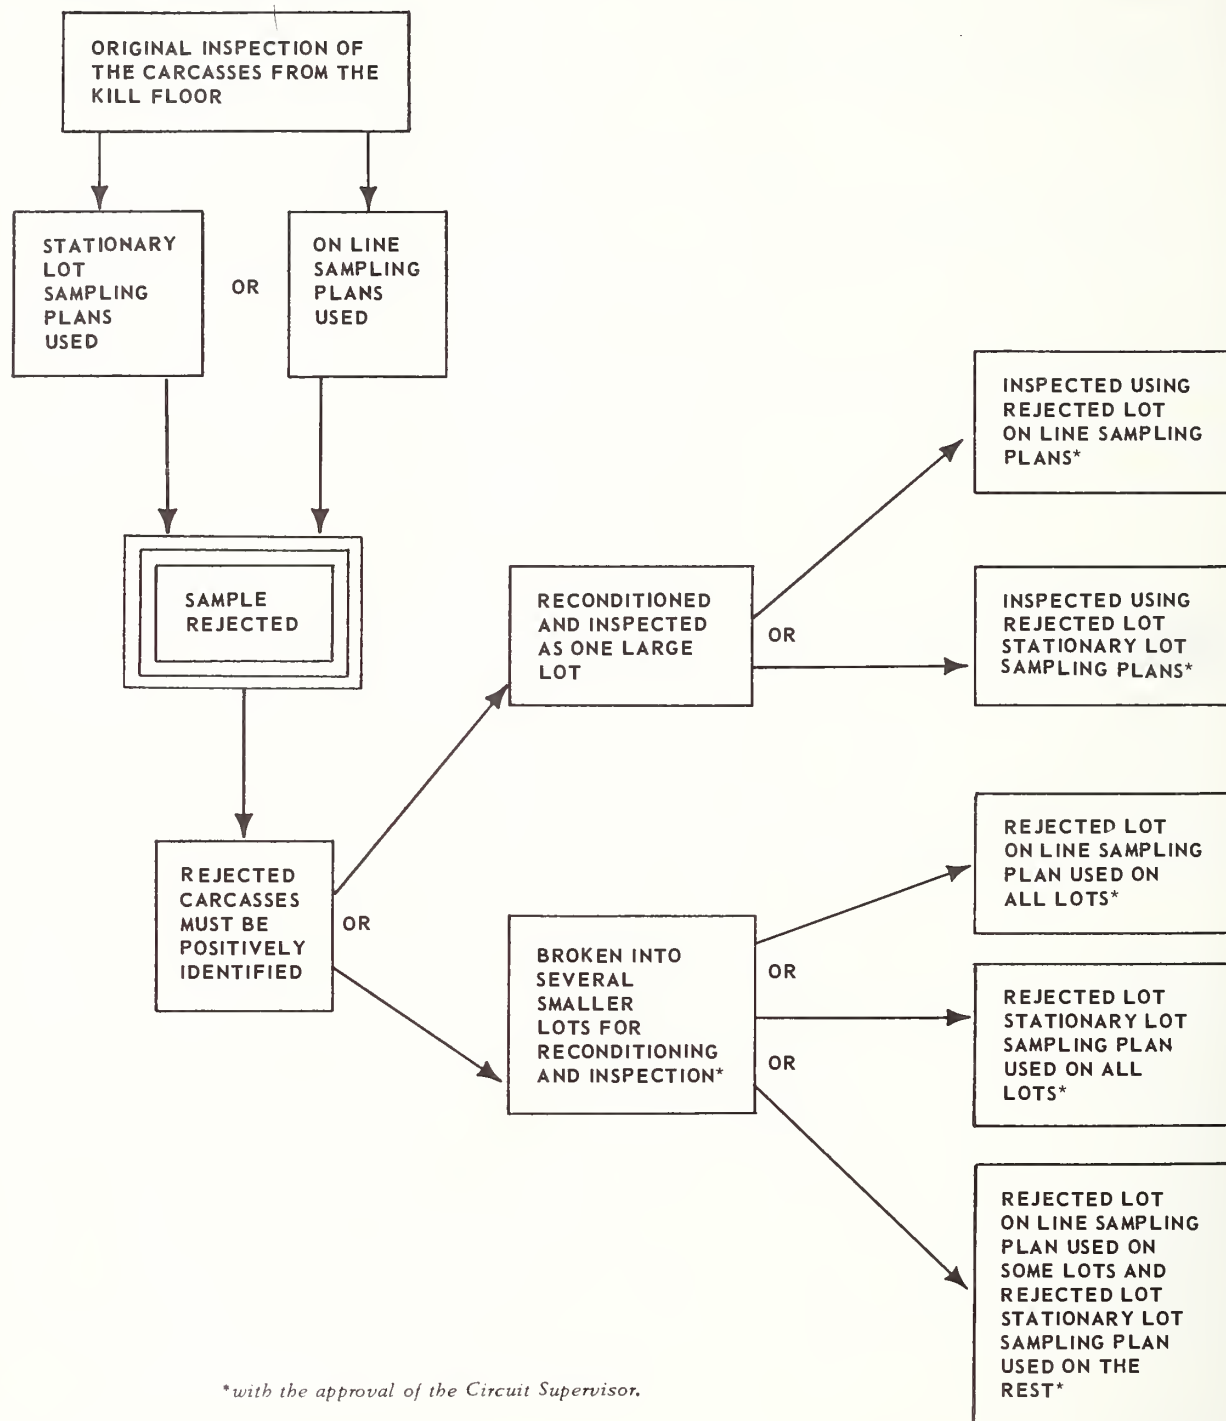 ORIGINAL INSPECTION OF
THE CARCASSES FROM THE
KILL FLOOR
STATIONARY
LOT
SAMPLING
PLANS
USED
OR
ON LINE
SAMPLING
PLANS
USED
SAMPLE
REJECTED
REJECTED
CARCASSES
MUST BE
POSITIVELY
IDENTIFIED
OR
RECONDITIONED
AND INSPECTED
AS ONE LARGE
LOT
OR
INSPECTED USING
REJECTED LOT
ON LINE SAMPLING
PLANS*
INSPECTED USING
REJECTED LOT
STATIONARY LOT
SAMPLING PLANS*
BROKEN INTO
SEVERAL
SMALLER
LOTS FOR
RECONDITIONING
AND INSPECTION*
OR
OR
REJECTED LOT
ON LINE SAMPLING
PLAN USED ON
ALL LOTS*
REJECTED LOT
STATIONARY LOT
SAMPLING PLAN
USED ON ALL
LOTS*
REJECTED LOT
ON LINE SAMPLING
PLAN USED ON
SOME LOTS AND
REJECTED LOT
STATIONARY LOT
SAMPLING PLAN
USED ON THE
REST*
*with the approval of the Circuit Supervisor.